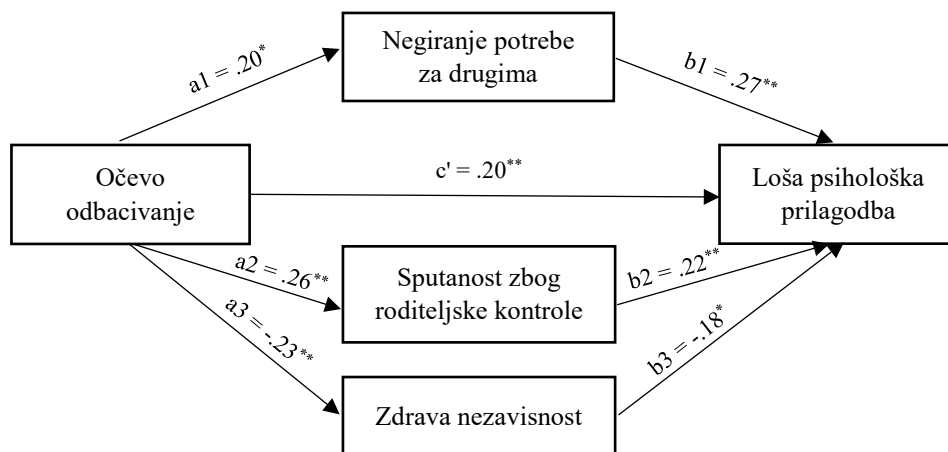 Negiranje potrebe
za drugima
a1 = .20*
b1 = .27**
Očevo
odbacivanje
c' = .20**
Loša psihološka
prilagodba
a2 = .26**
Sputanost zbog
roditeljske kontrole
b2 = .22**
a3 = -.23**
b3 = -.18*
Zdrava nezavisnost